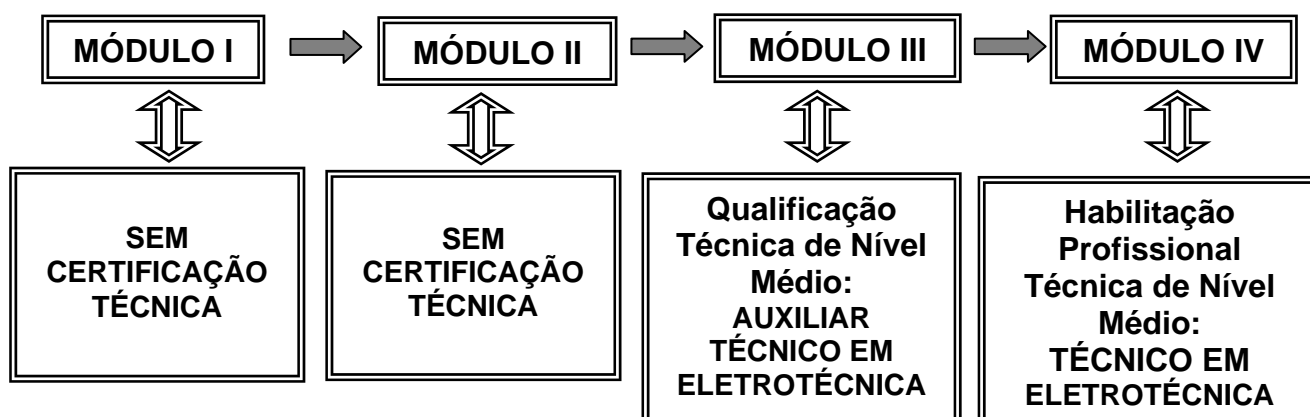 MÓDULO I
MÓDULO II
MÓDULO III
MÓDULO IV
SEM
CERTIFICAÇÃO
TÉCNICA
SEM
CERTIFICAÇÃO
TÉCNICA
Qualificação
Técnica de Nível
Médio:
AUXILIAR
TÉCNICO EM
ELETROTÉCNICA
Habilitação
Profissional
Técnica de Nível
Médio:
TÉCNICO EM
ELETROTÉCNICA